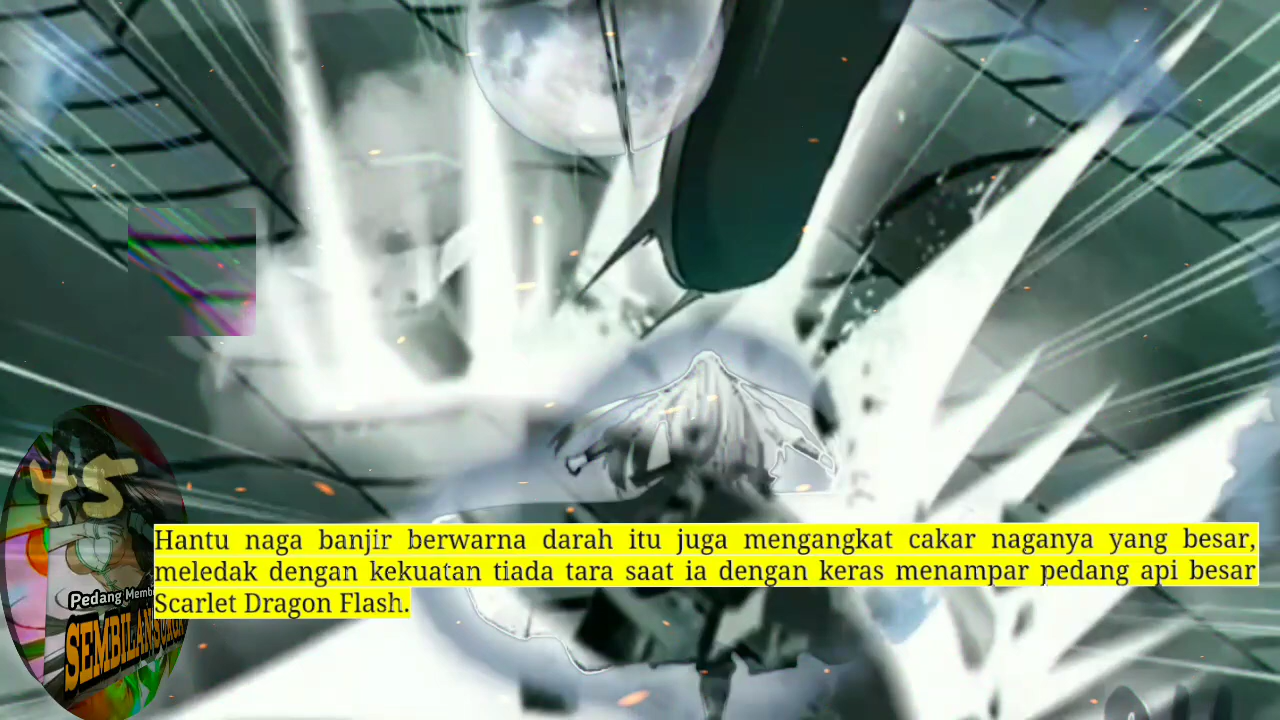 YS
Pedang Memb
SEMBILAN SURGA
Hantu naga banjir berwarna darah itu juga mengangkat cakar naganya yang besar,
meledak dengan kekuatan tiada tara saat ia dengan keras menampar pedang api besar
Scarlet Dragon Flash.